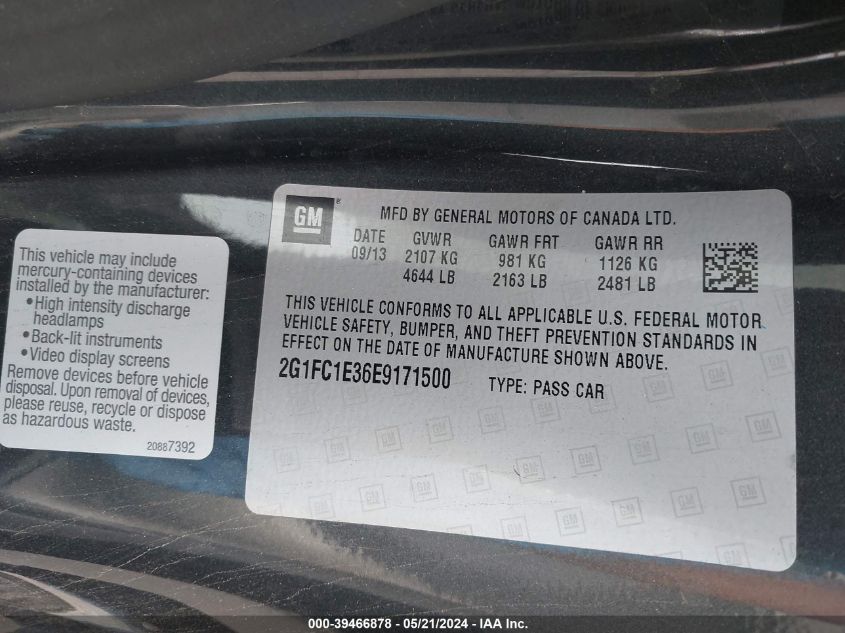 This vehicle may include
mercury-containing devices
installed by the manufacturer:
•High intensity discharge
headlamps
•Back-lit instruments
•Video display screens
Remove devices before vehicle
disposal. Upon removal of devices,
please reuse, recycle or dispose
as hazardous waste.
20887392
GM ®
MFD BY GENERAL MOTORS OF CANADA LTD.
DATE GVWR GAWR FRT GAWR RR
09/13 2107 KG 981 KG 1126 KG
4644 LB 2163 LB 2481 LB
THIS VEHICLE CONFORMS TO ALL APPLICABLE U.S. FEDERAL MOTOR
VEHICLE SAFETY, BUMPER, AND THEFT PREVENTION STANDARDS IN
EFFECT ON THE DATE OF MANUFACTURE SHOWN ABOVE.
2G1FC1E36E9171500 TYPE: PASS CAR
000-39466878 - 05/21/2024 - IAA Inc.